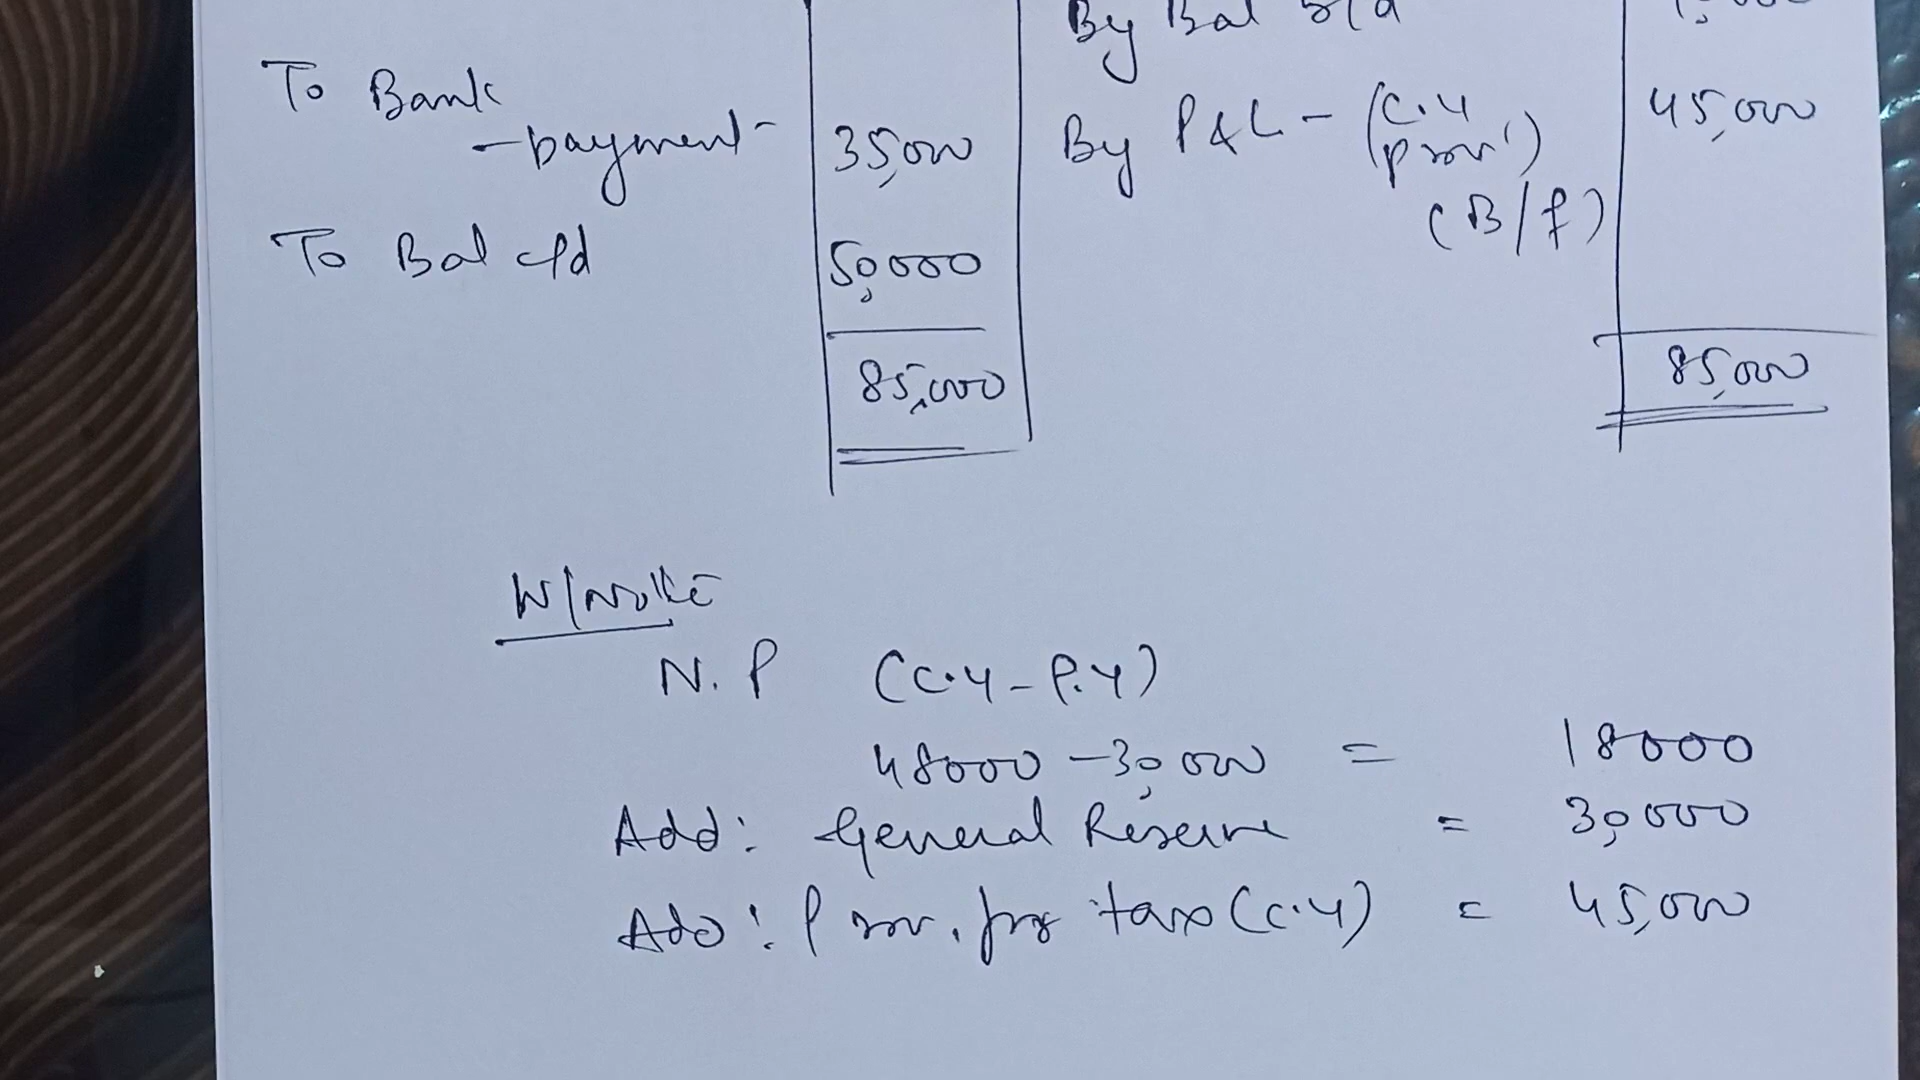 By Bal b/d
To Bank
-payment- 35,000 By P&L - (C.Y 45,000
prov')
(B/f)
To Bal c/d 50,000
85,000 85,000
W/Note
N.P (C.Y-P.Y)
48000 -30,000 = 18000
Add: General Reserve = 30,000
Add: Prov. for tax (C.Y) = 45,000